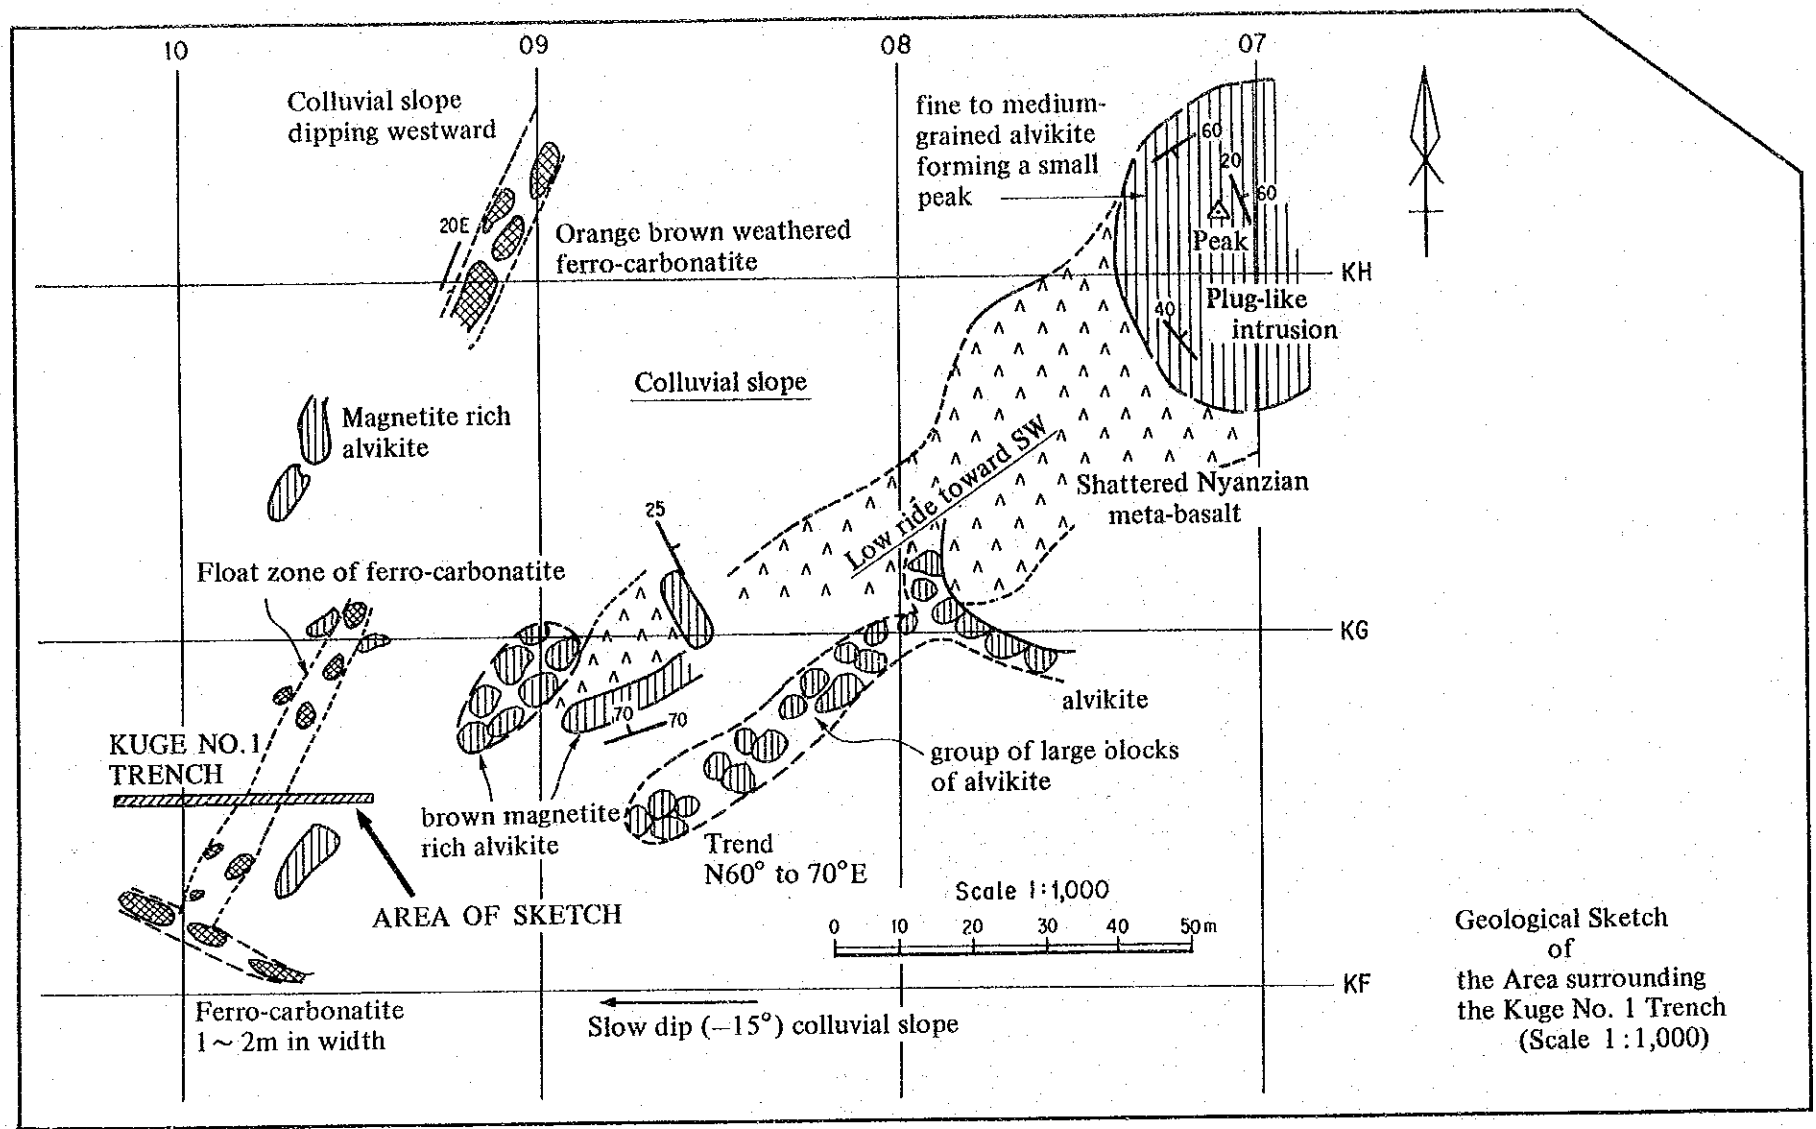 10
09
08
07
Colluvial slope
dipping westward
fine to medium-
grained alvikite
forming a small
peak
60
20
60
Peak
20E
Orange brown weathered
ferro-carbonatite
KH
Plug-like
intrusion
40
Colluvial slope
Magnetite rich
alvikite
Low ride toward SW
Shattered Nyanzian
meta-basalt
25
Float zone of ferro-carbonatite
KG
alvikite
70
70
KUGE NO.1
TRENCH
group of large blocks
of alvikite
brown magnetite
rich alvikite
Trend
N60° to 70°E
Scale 1:1,000
0 10 20 30 40 50m
AREA OF SKETCH
KF
Ferro-carbonatite
1~2m in width
Slow dip (−15°) colluvial slope
Geological Sketch
of
the Area surrounding
the Kuge No. 1 Trench
(Scale 1:1,000)